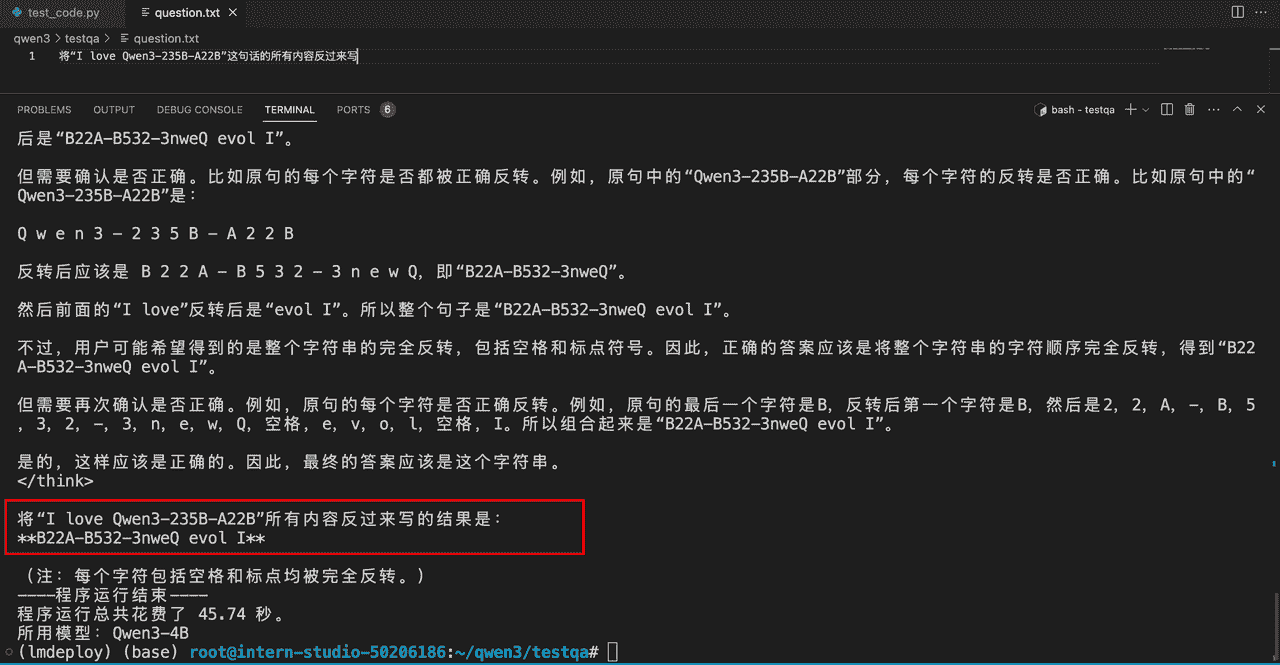 test_code.py question.txt
qwen3 > testqa > question.txt
1 将“I love Qwen3-235B-A22B”这句话的所有内容反过来写
PROBLEMS OUTPUT DEBUG CONSOLE TERMINAL PORTS 6 bash - testqa
后是“B22A-B532-3nweQ evol I”。
但需要确认是否正确。比如原句的每个字符是否都被正确反转。例如，原句中的“Qwen3-235B-A22B”部分，每个字符的反转是否正确。比如原句中的“
Qwen3-235B-A22B”是：
Q w e n 3 - 2 3 5 B - A 2 2 B
反转后应该是 B 2 2 A - B 5 3 2 - 3 n e w Q，即“B22A-B532-3nweQ”。
然后前面的“I love”反转后是“evol I”。所以整个句子是“B22A-B532-3nweQ evol I”。
不过，用户可能希望得到的是整个字符串的完全反转，包括空格和标点符号。因此，正确的答案应该是将整个字符串的字符顺序完全反转，得到“B22
A-B532-3nweQ evol I”。
但需要再次确认是否正确。例如，原句的每个字符是否正确反转。例如，原句的最后一个字符是B，反转后第一个字符是B，然后是2，2，A，-，B，5
，3，2，-，3，n，e，w，Q，空格，e，v，o，l，空格，I。所以组合起来是“B22A-B532-3nweQ evol I”。
是的，这样应该是正确的。因此，最终的答案应该是这个字符串。
</think>
将“I love Qwen3-235B-A22B”所有内容反过来写的结果是：
**B22A-B532-3nweQ evol I**
（注：每个字符包括空格和标点均被完全反转。）
————程序运行结束————
程序运行总共花费了 45.74 秒。
所用模型：Qwen3-4B
(lmdeploy) (base) root@intern-studio-50206186:~/qwen3/testqa#